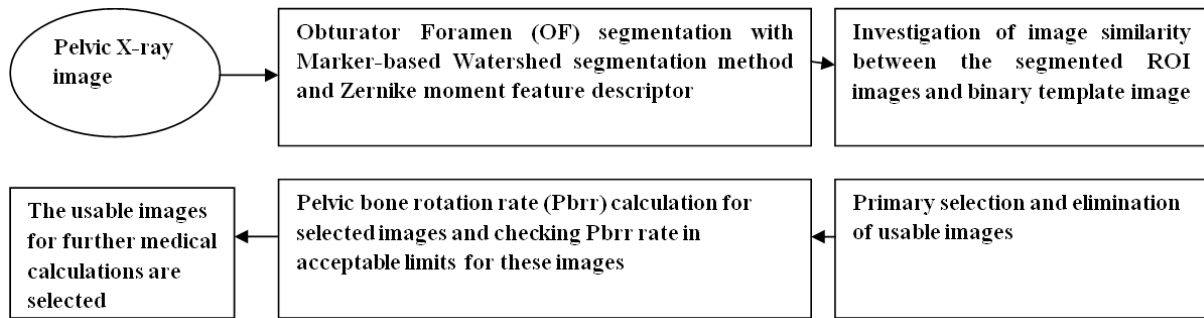 Pelvic X-ray
image
Obturator Foramen (OF) segmentation with
Marker-based Watershed segmentation method
and Zernike moment feature descriptor
Investigation of image similarity
between the segmented ROI
images and binary template image
The usable images
for further medical
calculations are
selected
Pelvic bone rotation rate (Pbrr) calculation for
selected images and checking Pbrr rate in
acceptable limits for these images
Primary selection and elimination
of usable images